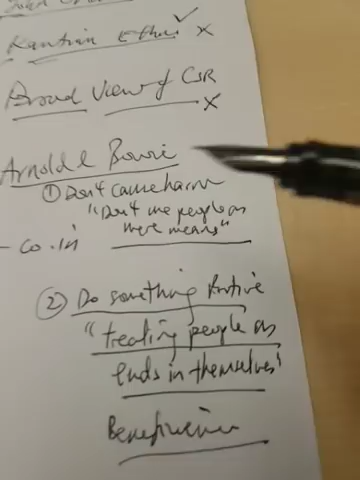 Kantian Ethics ✓ x
Broad View of CSR x
Arnold & Bowie
① Don't cause harm
"Don't use people as
mere means"
- co.in
② Do something Positive
"treating people as
ends in themselves"
Beneficence